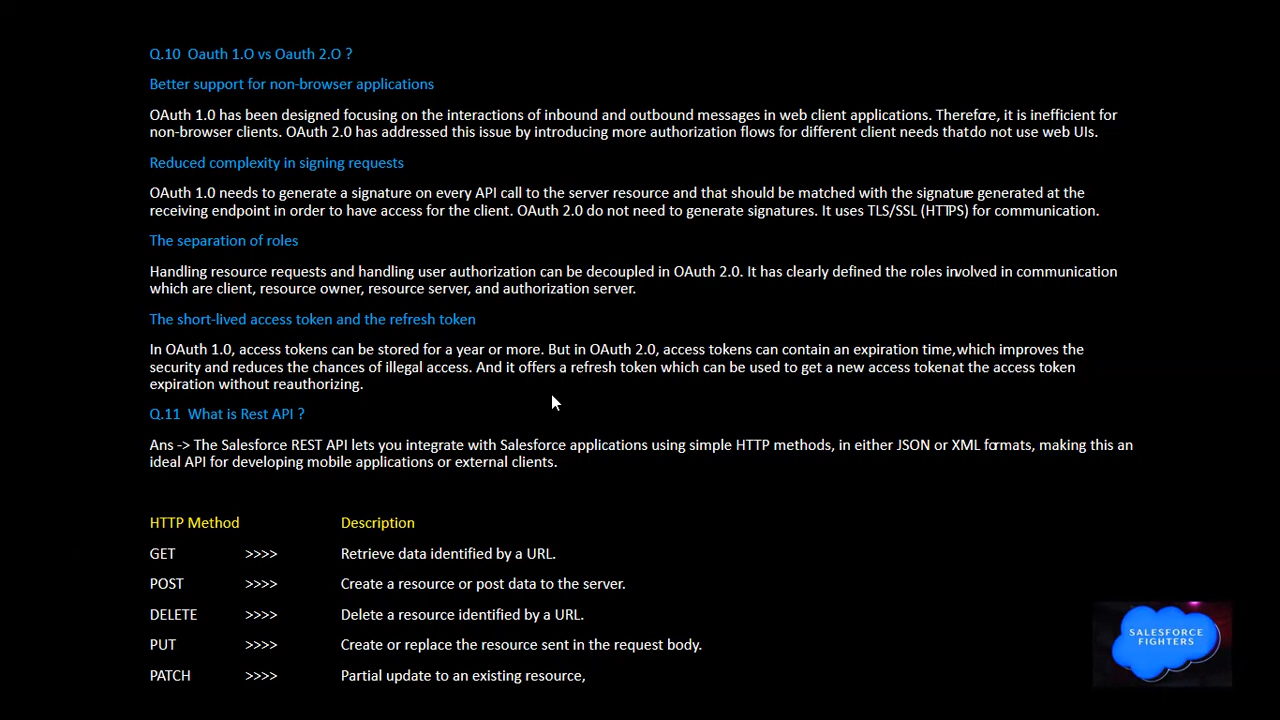 Q.10 Oauth 1.O vs Oauth 2.O ?
Better support for non-browser applications
OAuth 1.0 has been designed focusing on the interactions of inbound and outbound messages in web client applications. Therefore, it is inefficient for
non-browser clients. OAuth 2.0 has addressed this issue by introducing more authorization flows for different client needs that do not use web UIs.
Reduced complexity in signing requests
OAuth 1.0 needs to generate a signature on every API call to the server resource and that should be matched with the signature generated at the
receiving endpoint in order to have access for the client. OAuth 2.0 do not need to generate signatures. It uses TLS/SSL (HTTPS) for communication.
The separation of roles
Handling resource requests and handling user authorization can be decoupled in OAuth 2.0. It has clearly defined the roles involved in communication
which are client, resource owner, resource server, and authorization server.
The short-lived access token and the refresh token
In OAuth 1.0, access tokens can be stored for a year or more. But in OAuth 2.0, access tokens can contain an expiration time, which improves the
security and reduces the chances of illegal access. And it offers a refresh token which can be used to get a new access token at the access token
expiration without reauthorizing.
Q.11 What is Rest API ?
Ans -> The Salesforce REST API lets you integrate with Salesforce applications using simple HTTP methods, in either JSON or XML formats, making this an
ideal API for developing mobile applications or external clients.
HTTP Method Description
GET >>>> Retrieve data identified by a URL.
POST >>>> Create a resource or post data to the server.
DELETE >>>> Delete a resource identified by a URL.
PUT >>>> Create or replace the resource sent in the request body.
PATCH >>>> Partial update to an existing resource,
SALESFORCE
FIGHTERS